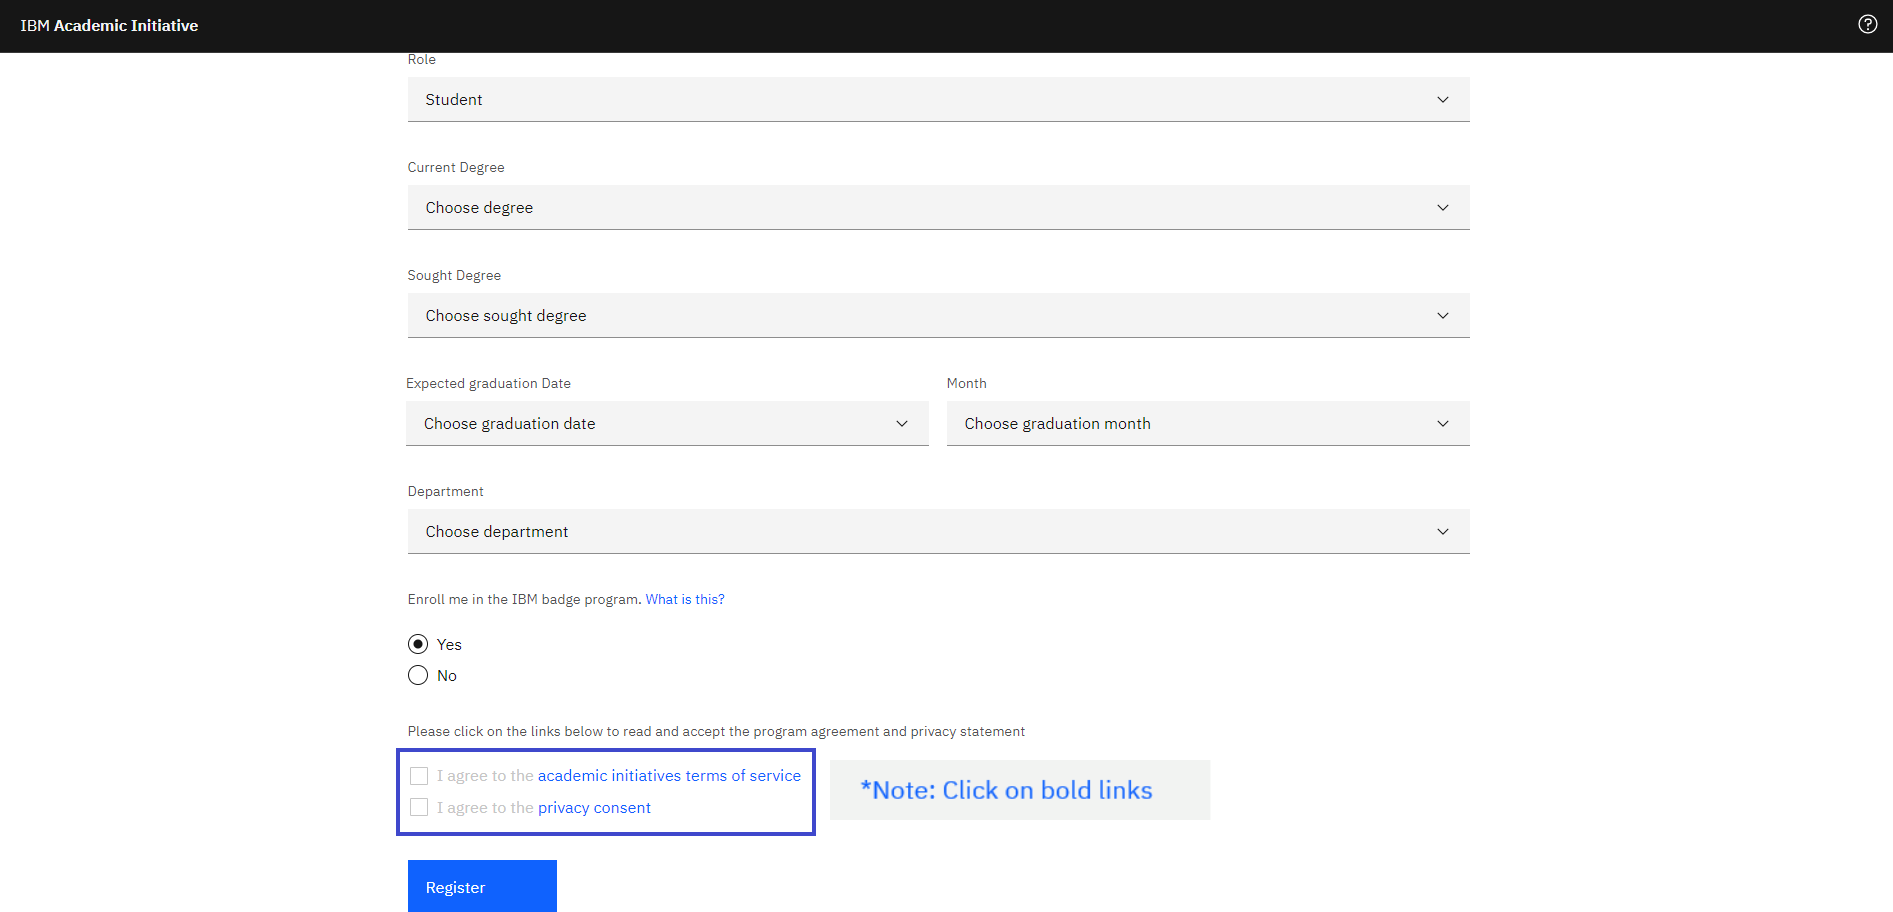 IBM Academic Initiative
Role
Student
Current Degree
Choose degree
Sought Degree
Choose sought degree
Expected graduation Date
Month
Choose graduation date
Choose graduation month
Department
Choose department
Enroll me in the IBM badge program. What is this?
Yes
No
Please click on the links below to read and accept the program agreement and privacy statement
I agree to the academic initiatives terms of service
I agree to the privacy consent
*Note: Click on bold links
Register